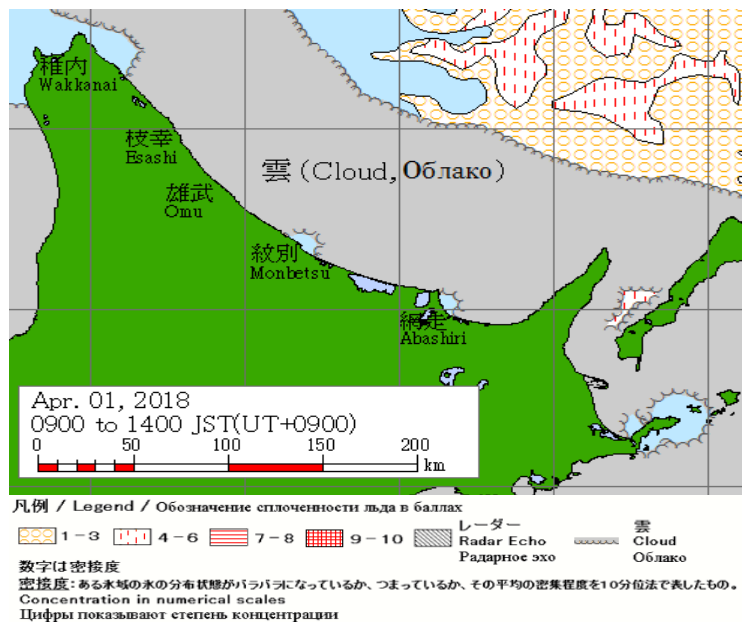 稚内
Wakkanai
枝幸
Esashi
雄武
Omu
雲 (Cloud, Облако)
紋別
Monbetsu
網走
Abashiri
Apr. 01, 2018
0900 to 1400 JST(UT+0900)
0 50 100 150 200
km
凡例 / Legend / Обозначение сплоченности льда в баллах
1-3 4-6 7-8 9-10
レーダー
Radar Echo
Радарное эхо
雲
Cloud
Облако
数字は密接度
密接度:ある水域の氷の分布状態がバラバラになっているか、つまっているか、その平均の密集程度を10分位法で表したもの。
Concentration in numerical scales
Цифры показывают степень концентрации